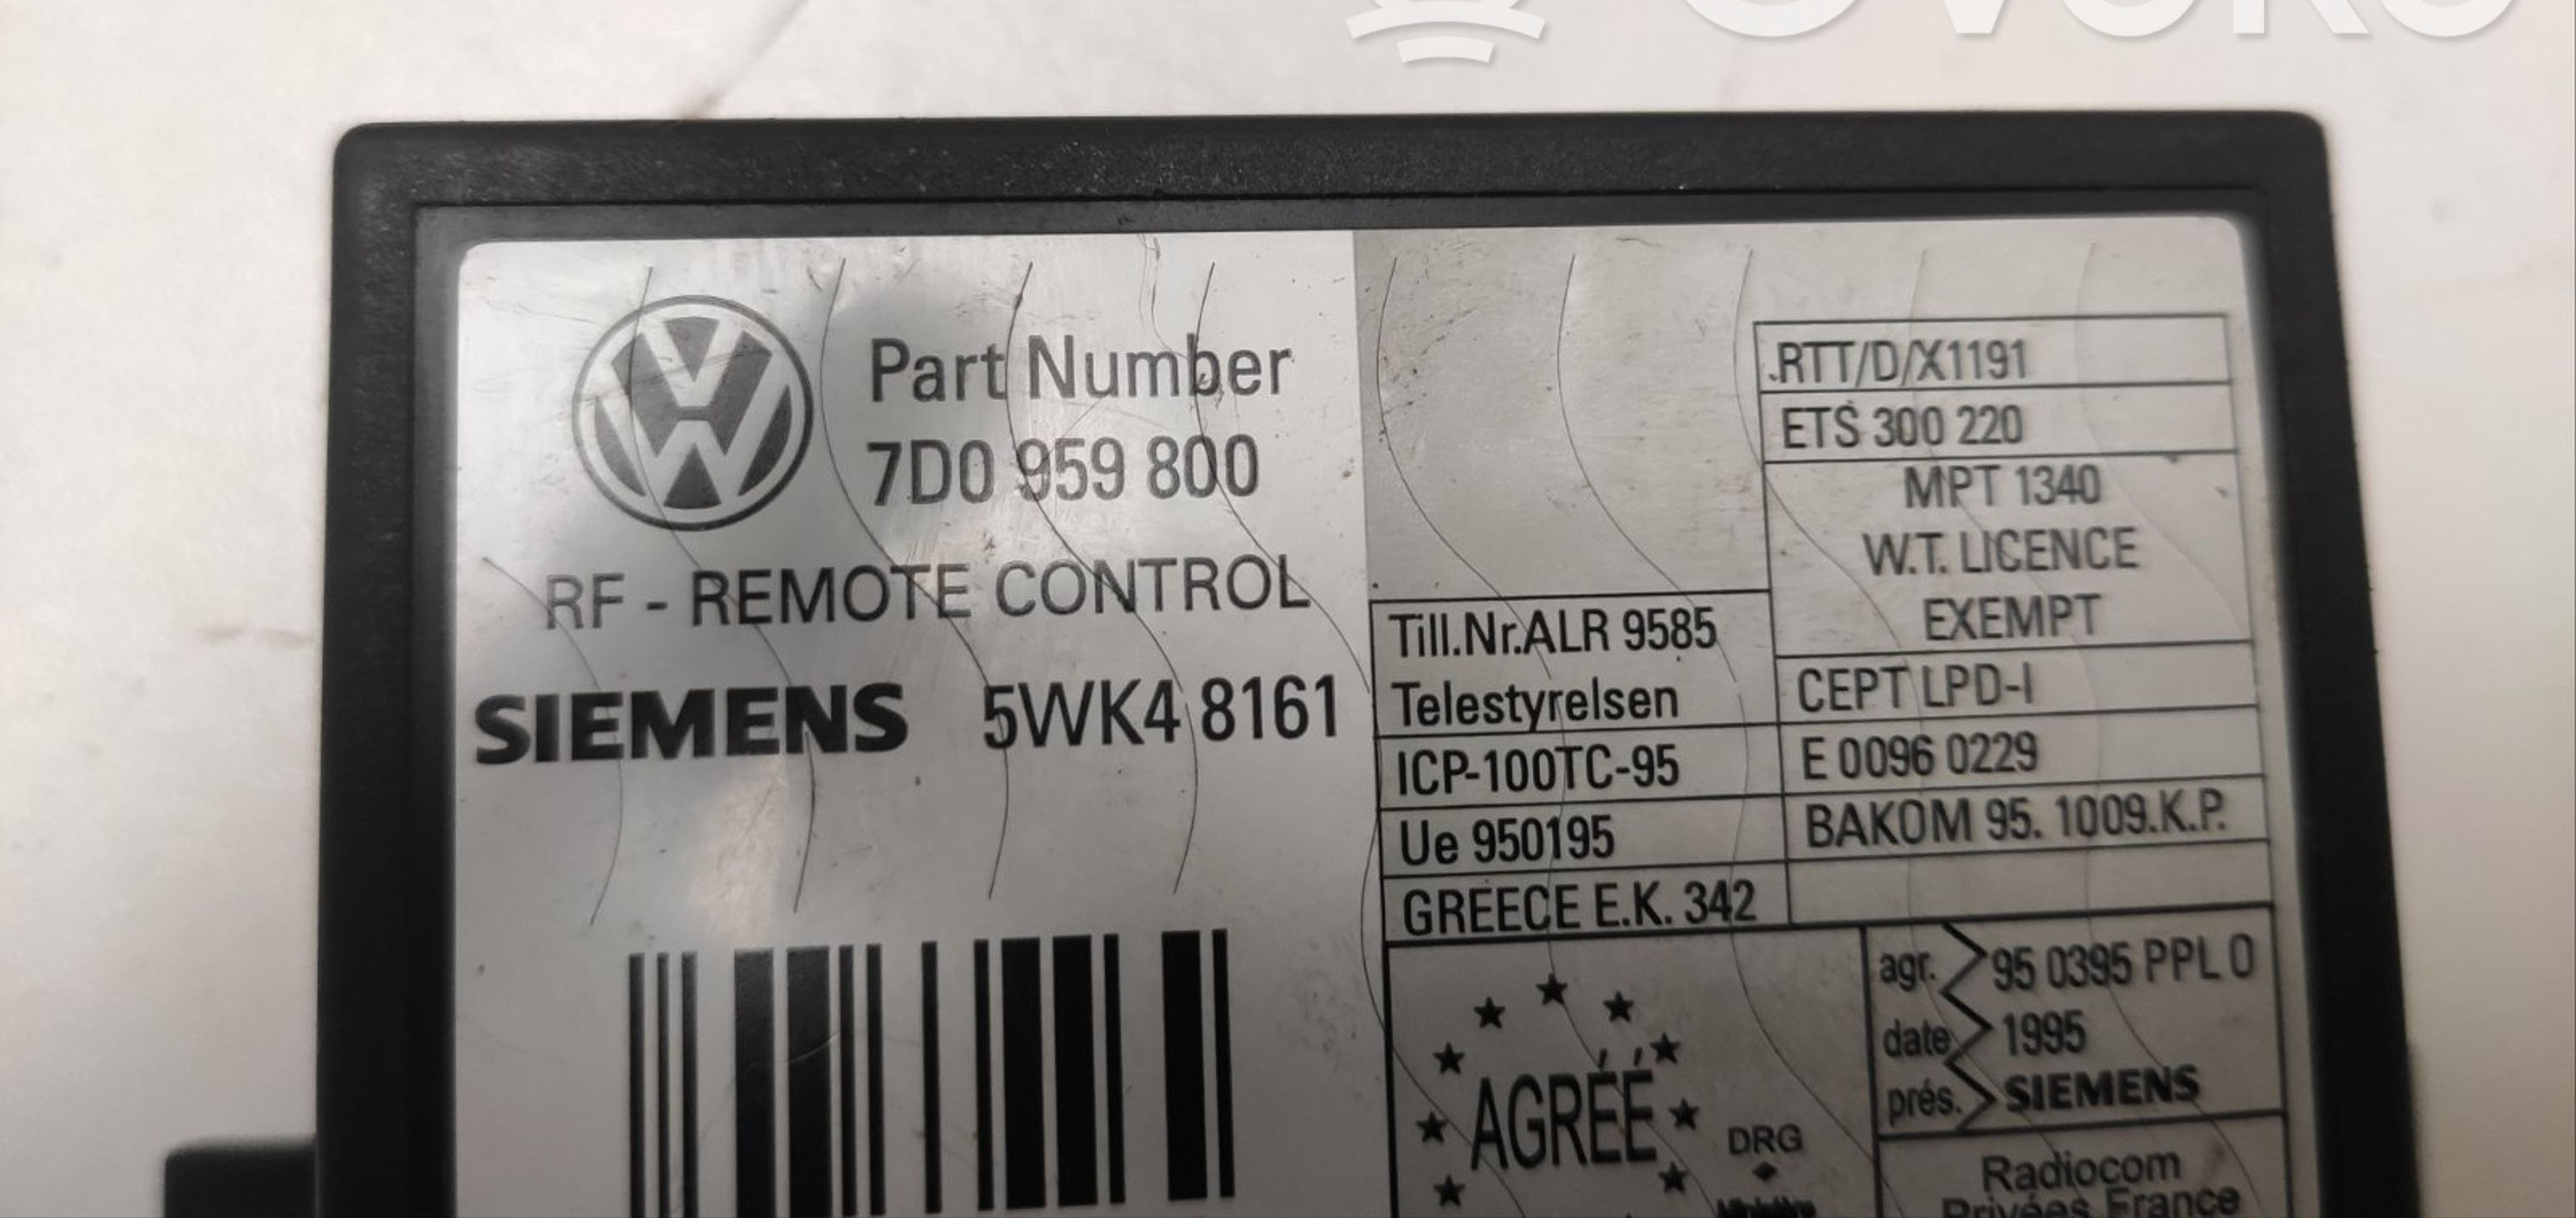 Part Number
7D0 959 800
RF - REMOTE CONTROL
SIEMENS 5WK4 8161
.RTT/D/X1191
ETS 300 220
MPT 1340
W.T. LICENCE
EXEMPT
CEPT LPD-I
E 0096 0229
BAKOM 95. 1009.K.P.
Till.Nr.ALR 9585
Telestyrelsen
ICP-100TC-95
Ue 950195
GREECE E.K. 342
AGRÉÉ
DRG
agr. 95 0395 PPL 0
date 1995
prés. SIEMENS
Radiocom
Privées France